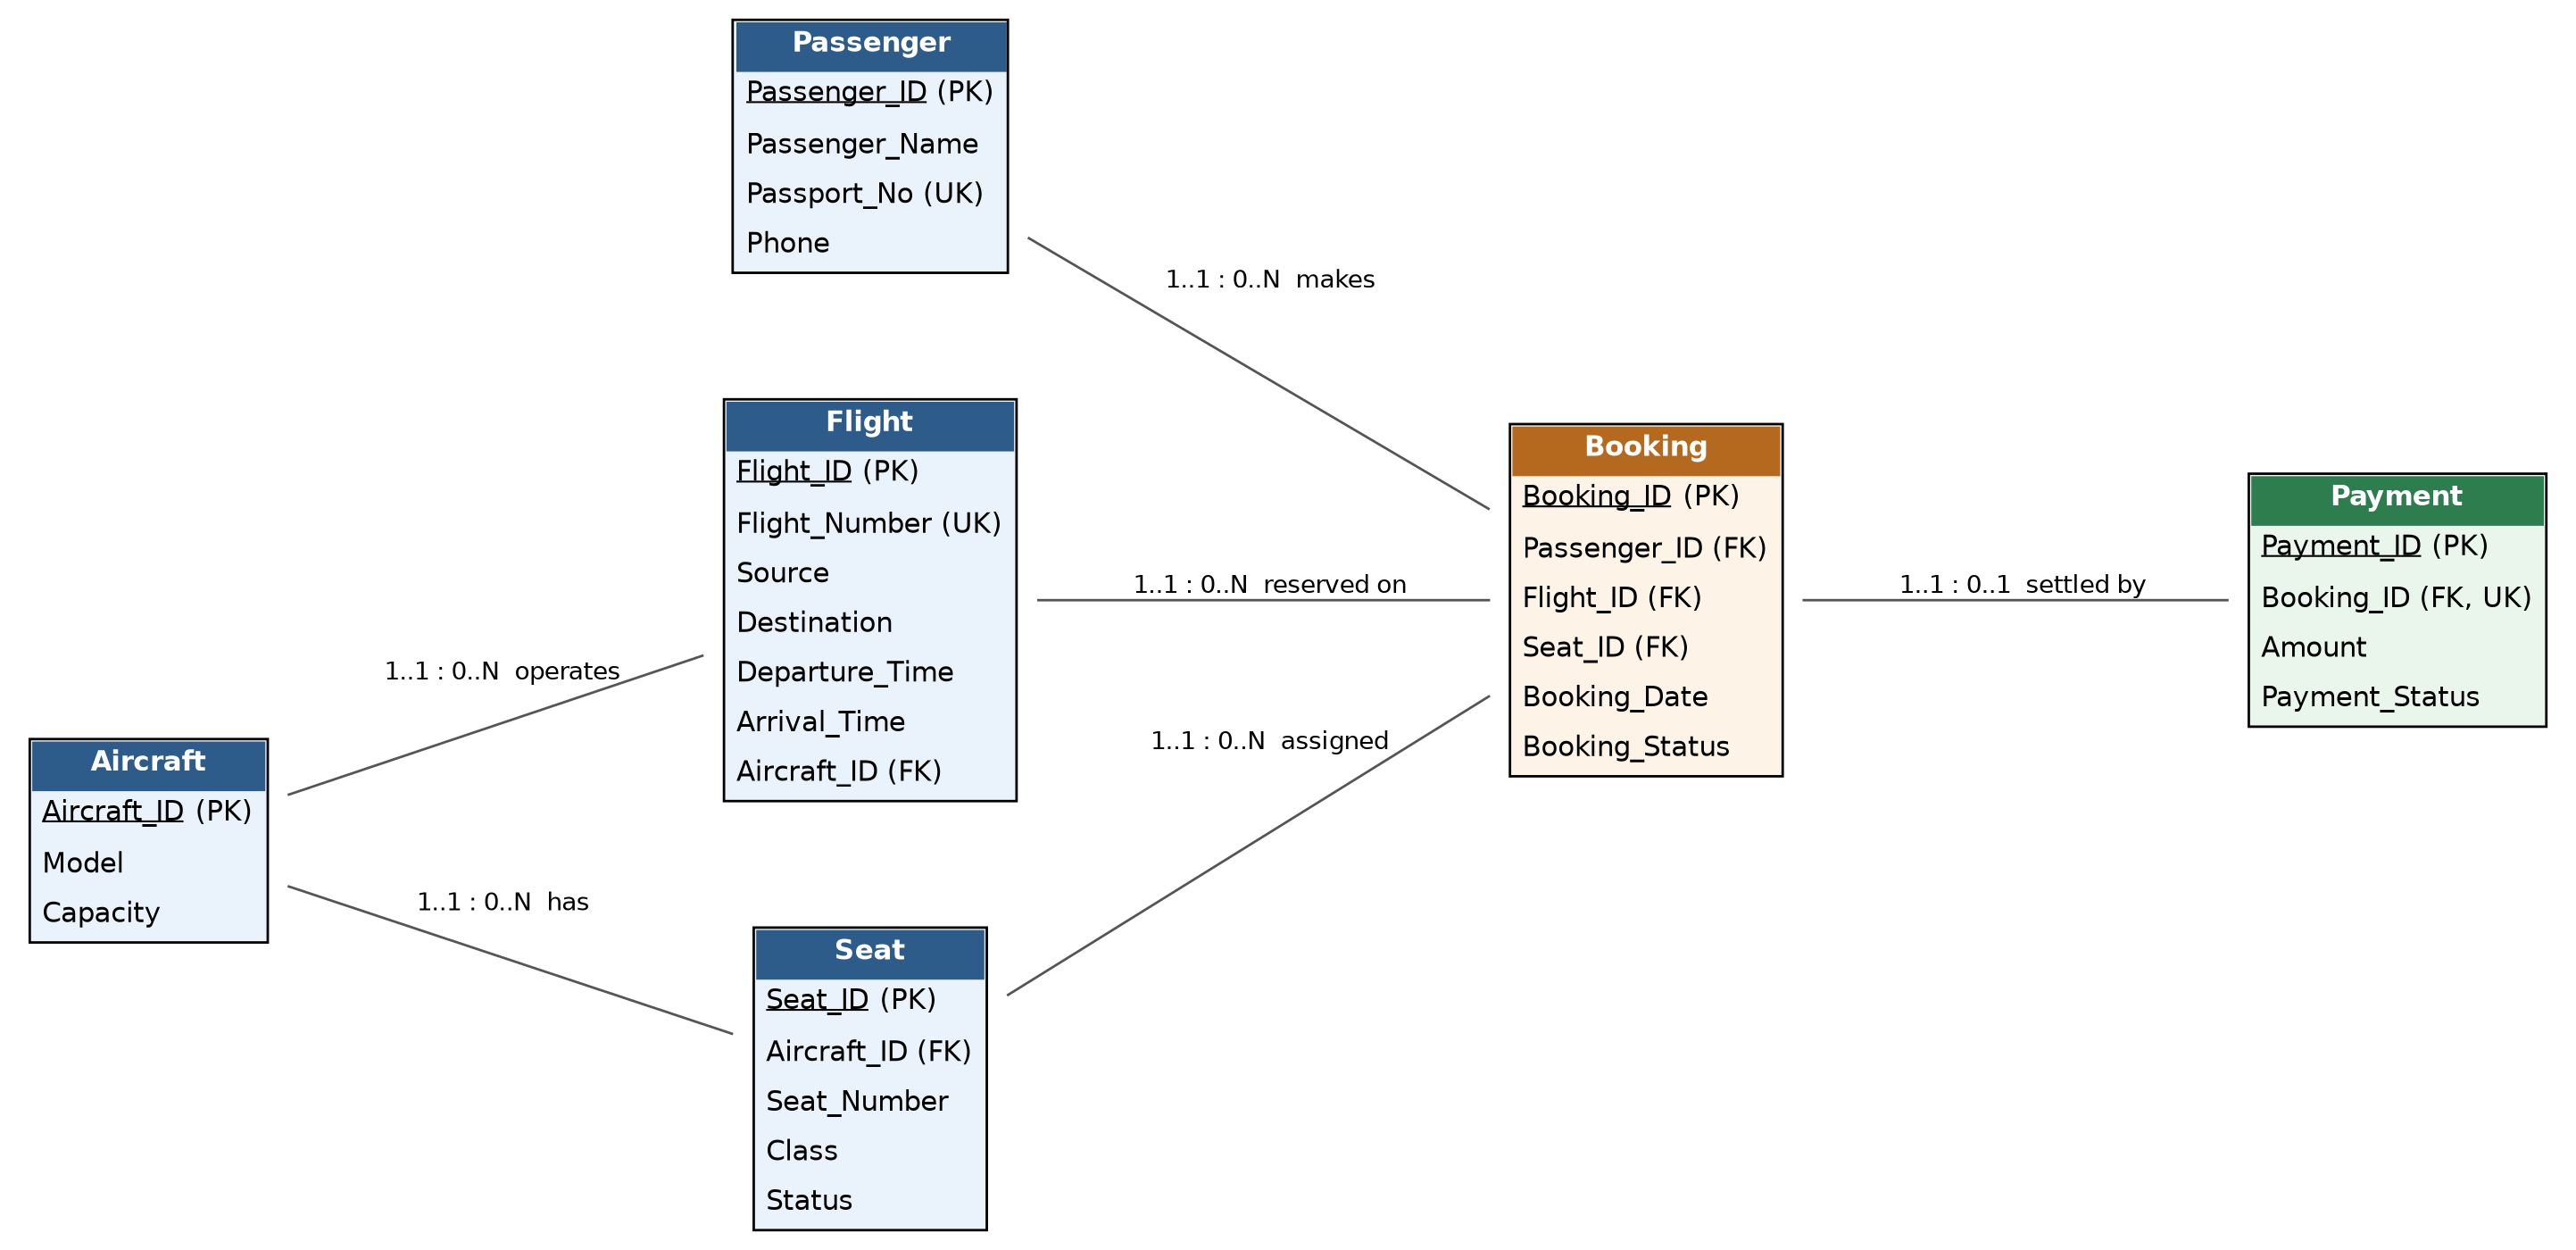 Passenger
Passenger_ID (PK)
Passenger_Name
Passport_No (UK)
Phone
1..1 : 0..N  makes
Flight
Flight_ID (PK)
Flight_Number (UK)
Source
Destination
Departure_Time
Arrival_Time
Aircraft_ID (FK)
1..1 : 0..N  reserved on
Booking
Booking_ID (PK)
Passenger_ID (FK)
Flight_ID (FK)
Seat_ID (FK)
Booking_Date
Booking_Status
1..1 : 0..1  settled by
Payment
Payment_ID (PK)
Booking_ID (FK, UK)
Amount
Payment_Status
1..1 : 0..N  operates
1..1 : 0..N  assigned
Aircraft
Aircraft_ID (PK)
Model
Capacity
1..1 : 0..N  has
Seat
Seat_ID (PK)
Aircraft_ID (FK)
Seat_Number
Class
Status